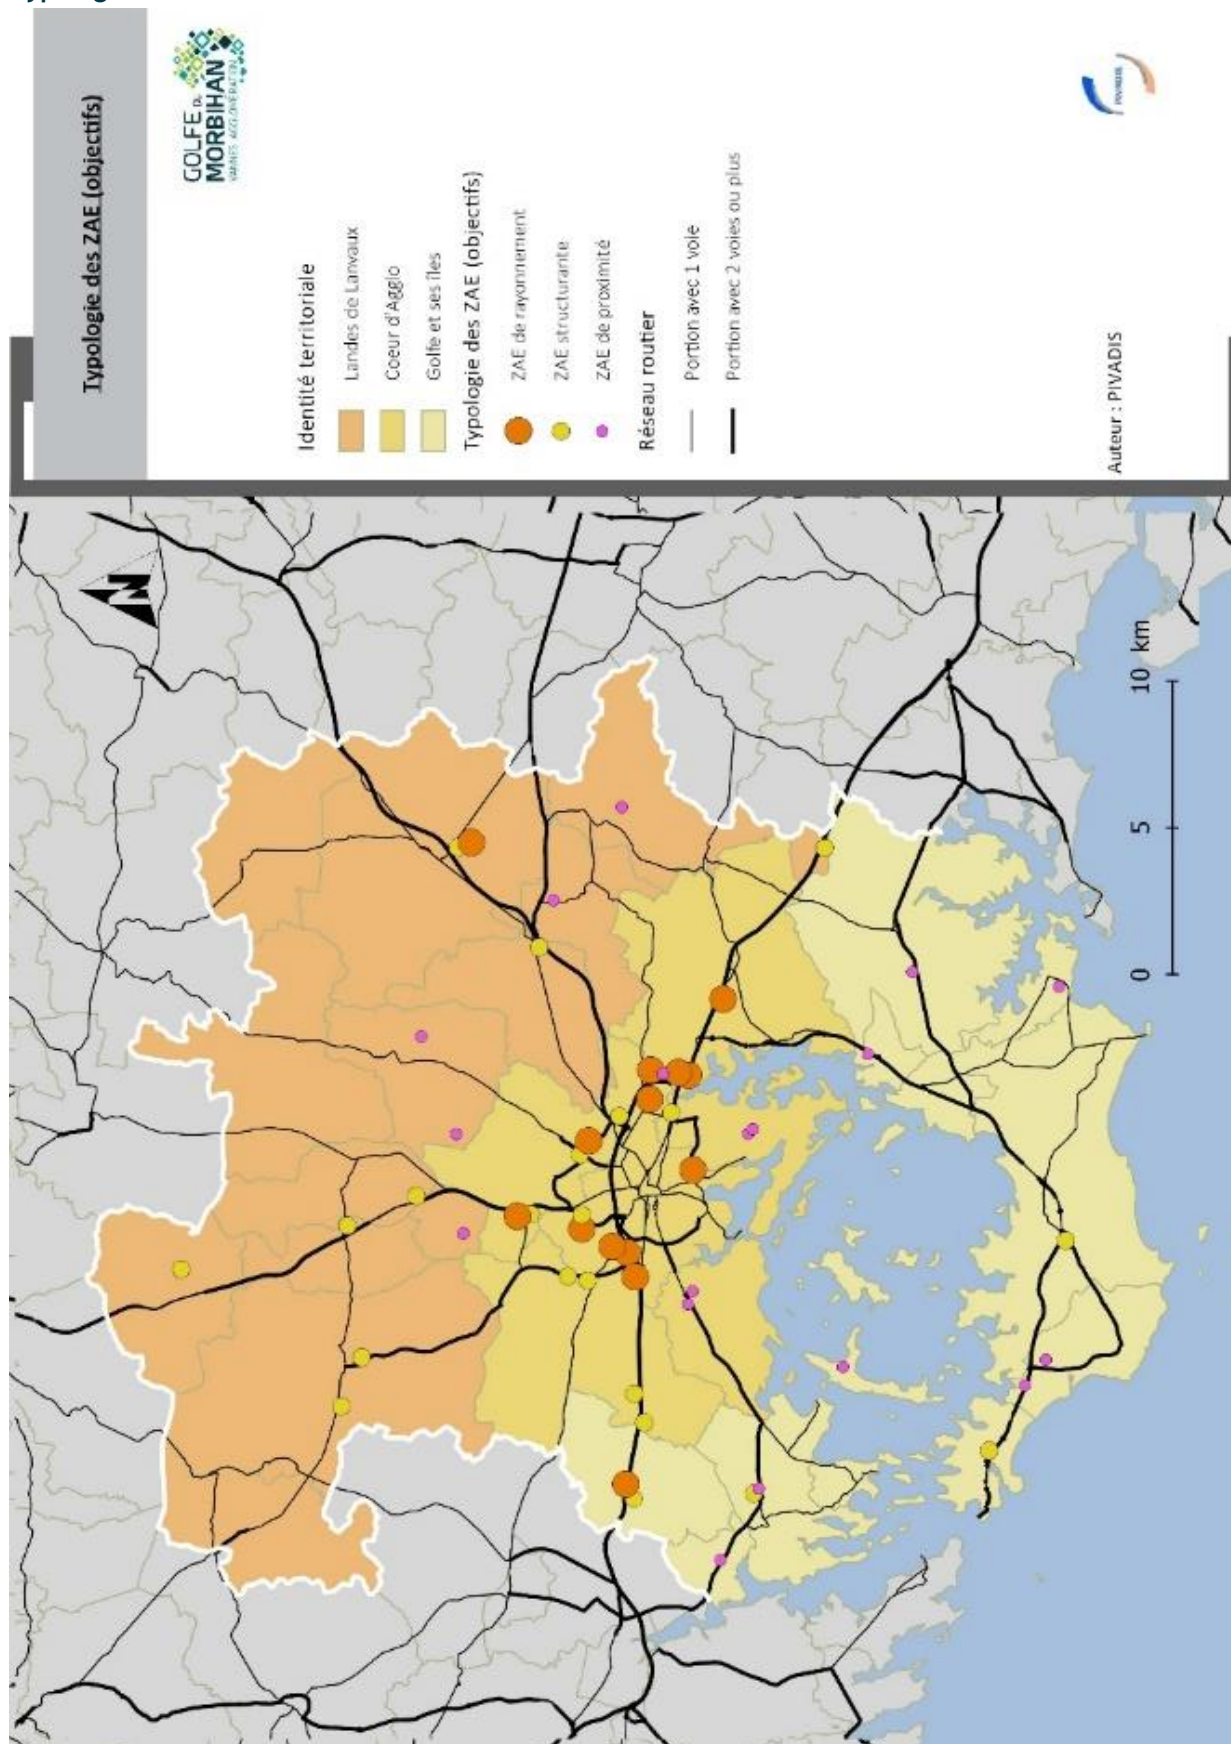 Typologie des ZAE (objectifs)
GOLFE DU
MORBIHAN
VANNES AGGLOMÉRATION
Identité territoriale
Landes de Lanvaux
Coeur d'Agglo
Golfe et ses îles
Typologie des ZAE (objectifs)
ZAE de rayonnement
ZAE structurante
ZAE de proximité
Réseau routier
Portion avec 1 voie
Portion avec 2 voies ou plus
Auteur : PIVADIS
PIVADIS
N
0 5 10 km